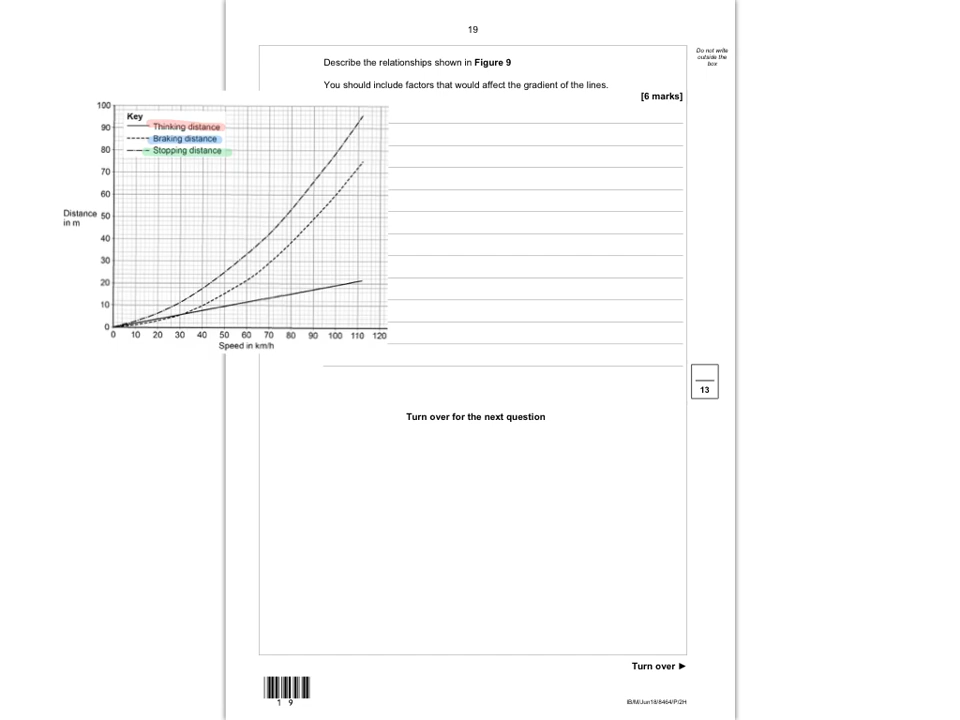 19
Do not write
outside the
box
Describe the relationships shown in Figure 9
You should include factors that would affect the gradient of the lines.
[6 marks]
Key
Thinking distance
Braking distance
Stopping distance
100
90
80
70
60
50
40
30
20
10
0
Distance
in m
0 10 20 30 40 50 60 70 80 90 100 110 120
Speed in km/h
13
Turn over for the next question
Turn over ►
1 9
IB/M/Jun18/8464/P/2H